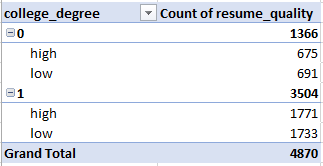 college_degree Count of resume_quality
0 1366
high 675
low 691
1 3504
high 1771
low 1733
Grand Total 4870